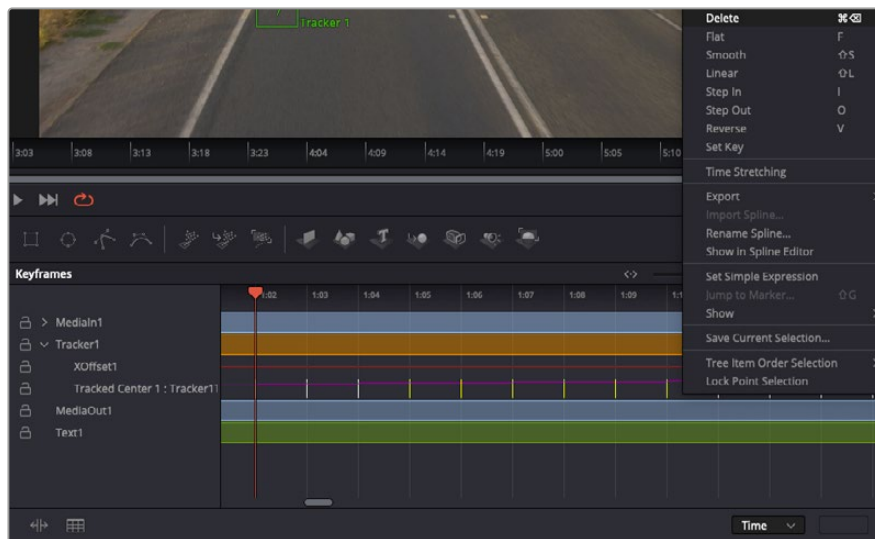 Tracker 1
Delete ⌘⌫
Flat F
Smooth ⇧S
Linear ⇧L
Step In I
Step Out O
Reverse V
Set Key
Time Stretching
Export
Import Spline...
Rename Spline...
Show in Spline Editor
Set Simple Expression
Jump to Marker... ⇧G
Show
Save Current Selection...
Tree Item Order Selection
Lock Point Selection
3:03 3:08 3:13 3:18 3:23 4:04 4:09 4:14 4:19 5:00 5:05 5:10
Keyframes
1:02 1:03 1:04 1:05 1:06 1:07 1:08 1:09
MediaIn1
Tracker1
XOffset1
Tracked Center 1 : Tracker1
MediaOut1
Text1
Time